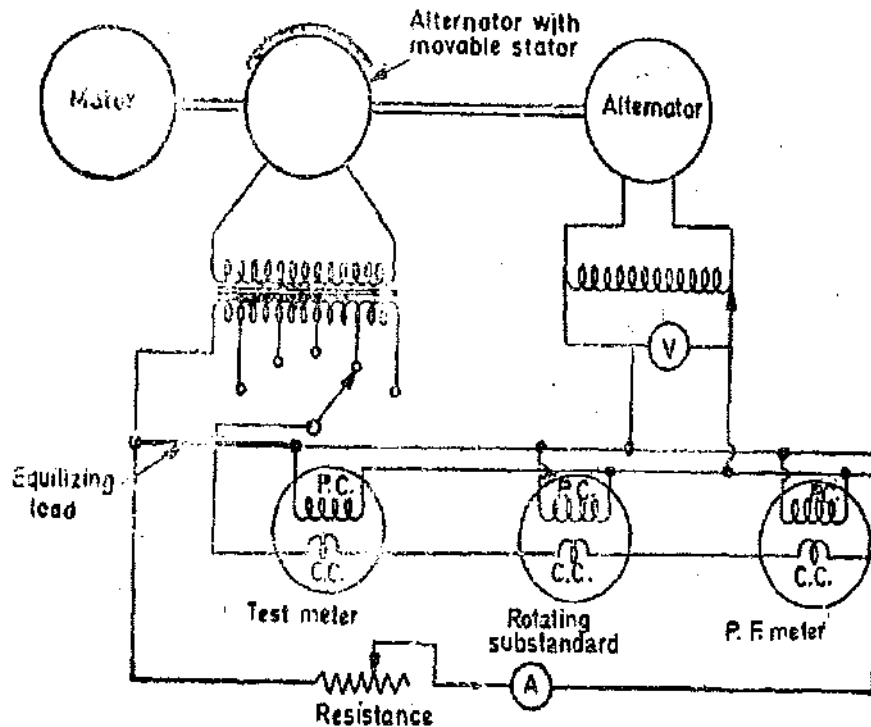 Alternator with
movable stator
Motor
Alternator
V
Equilizing
lead
P.C.
P.C.
P.C.
C.C.
C.C.
C.C.
Test meter
Rotating
substandard
P. F. meter
A
Resistance